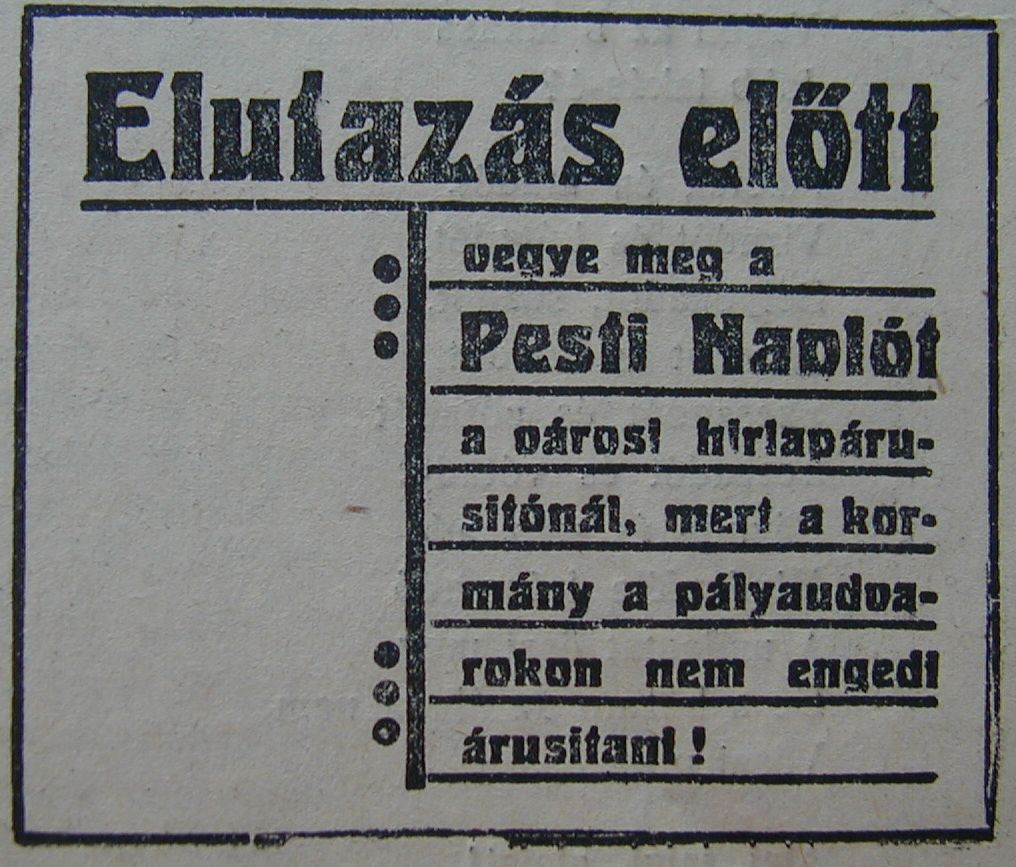 Elutazás előtt
vegye meg a
Pesti Naplót
a városi hirlapáru-
sitónál, mert a kor-
mány a pályaudva-
rokon nem engedi
árusitani!